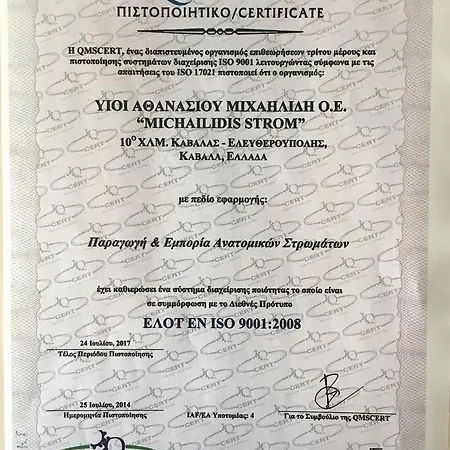 ΠΙΣΤΟΠΟΙΗΤΙΚΟ/CERTIFICATE
Η QMSCERT, ένας διαπιστευμένος οργανισμός επιθεωρήσεων τρίτου μέρους και
πιστοποίησης συστημάτων διαχείρισης ISO 9001 λειτουργώντας σύμφωνα με τις
απαιτήσεις του ISO 17021 πιστοποιεί ότι ο οργανισμός:
ΥΙΟΙ ΑΘΑΝΑΣΙΟΥ ΜΙΧΑΗΛΙΔΗ Ο.Ε.
"MICHAILIDIS STROM"
10ο ΧΛΜ. ΚΑΒΑΛΑΣ - ΕΛΕΥΘΕΡΟΥΠΟΛΗΣ,
ΚΑΒΑΛΑ, ΕΛΛΑΔΑ
με πεδίο εφαρμογής:
Παραγωγή & Εμπορία Ανατομικών Στρωμάτων
έχει καθιερώσει ένα σύστημα διαχείρισης ποιότητας το οποίο είναι
σε συμμόρφωση με το Διεθνές Πρότυπο
ΕΛΟΤ EN ISO 9001:2008
24 Ιουλίου, 2017
Τέλος Περιόδου Πιστοποίησης
25 Ιουλίου, 2014
Ημερομηνία Πιστοποίησης
IAF/EA Υποτομέας: 4
Για το Συμβούλιο της QMSCERT